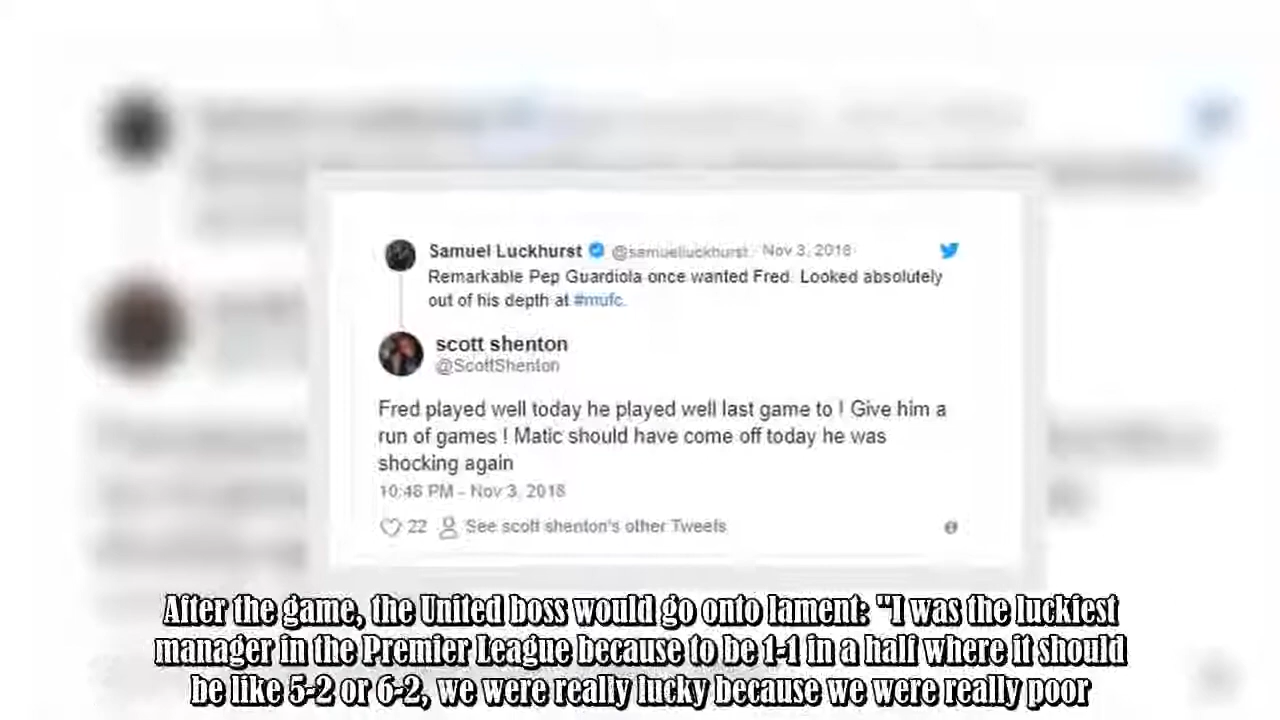 Samuel Luckhurst @samuelluckhurst · Nov 3, 2018
Remarkable Pep Guardiola once wanted Fred. Looked absolutely
out of his depth at #mufc.
scott shenton
@ScottShenton
Fred played well today he played well last game to ! Give him a
run of games ! Matic should have come off today he was
shocking again
10:48 PM - Nov 3, 2018
22 See scott shenton's other Tweets
After the game, the United boss would go onto lament: "I was the luckiest
manager in the Premier League because to be 1-1 in a half where it should
be like 5-2 or 6-2, we were really lucky because we were really poor